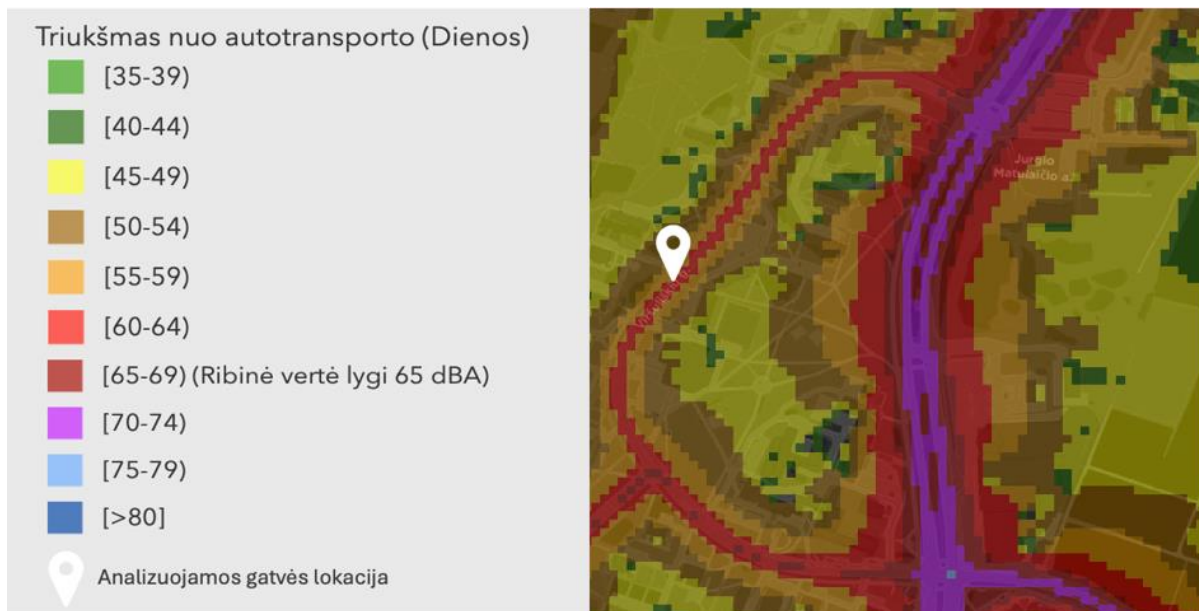 Triukšmas nuo autotransporto (Dienos)
[35-39)
[40-44)
[45-49)
[50-54)
[55-59)
[60-64)
[65-69) (Ribinė vertė lygi 65 dBA)
[70-74)
[75-79)
[>80]
Analizuojamos gatvės lokacija
Jurgio
Matulaičio a.